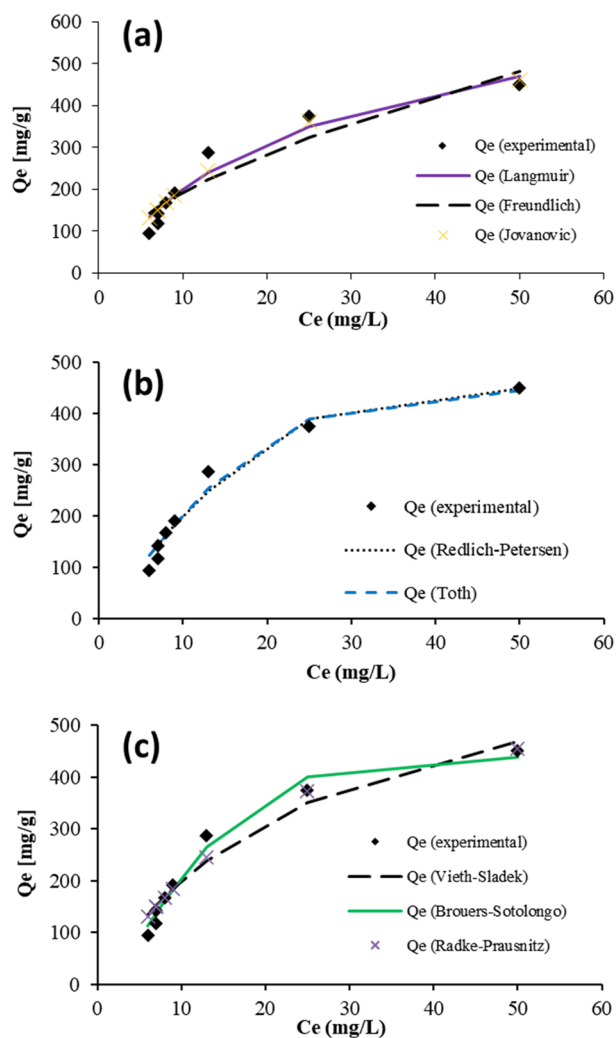 (a)
600
500
400
300
200
100
0
Qe [mg/g]
Qe (experimental)
Qe (Langmuir)
Qe (Freundlich)
Qe (Jovanovic)
0 10 20 30 40 50 60
Ce (mg/L)
(b)
500
400
300
200
100
0
Qe [mg/g]
Qe (experimental)
Qe (Redlich-Petersen)
Qe (Toth)
0 10 20 30 40 50 60
Ce (mg/L)
(c)
500
400
300
200
100
0
Qe [mg/g]
Qe (experimental)
Qe (Vieth-Sladek)
Qe (Brouers-Sotolongo)
Qe (Radke-Prausnitz)
0 10 20 30 40 50 60
Ce (mg/L)